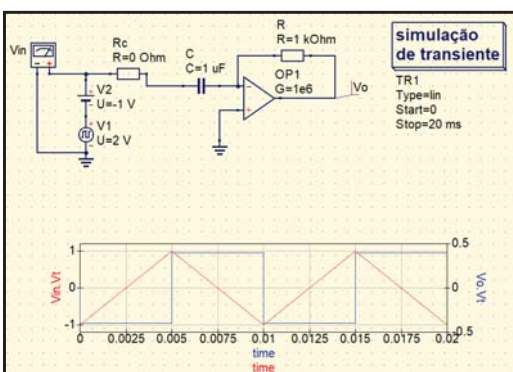 Vin
Rc
R=0 Ohm
C
C=1 uF
R
R=1 kOhm
OP1
G=1e6
Vo
V2
U=-1 V
V1
U=2 V
simulação
de transiente
TR1
Type=lin
Start=0
Stop=20 ms
Vin.Vt
1
0
-1
0.5
0
-0.5
Vo.Vt
0 0.0025 0.005 0.0075 0.01 0.0125 0.015 0.0175 0.02
time
time